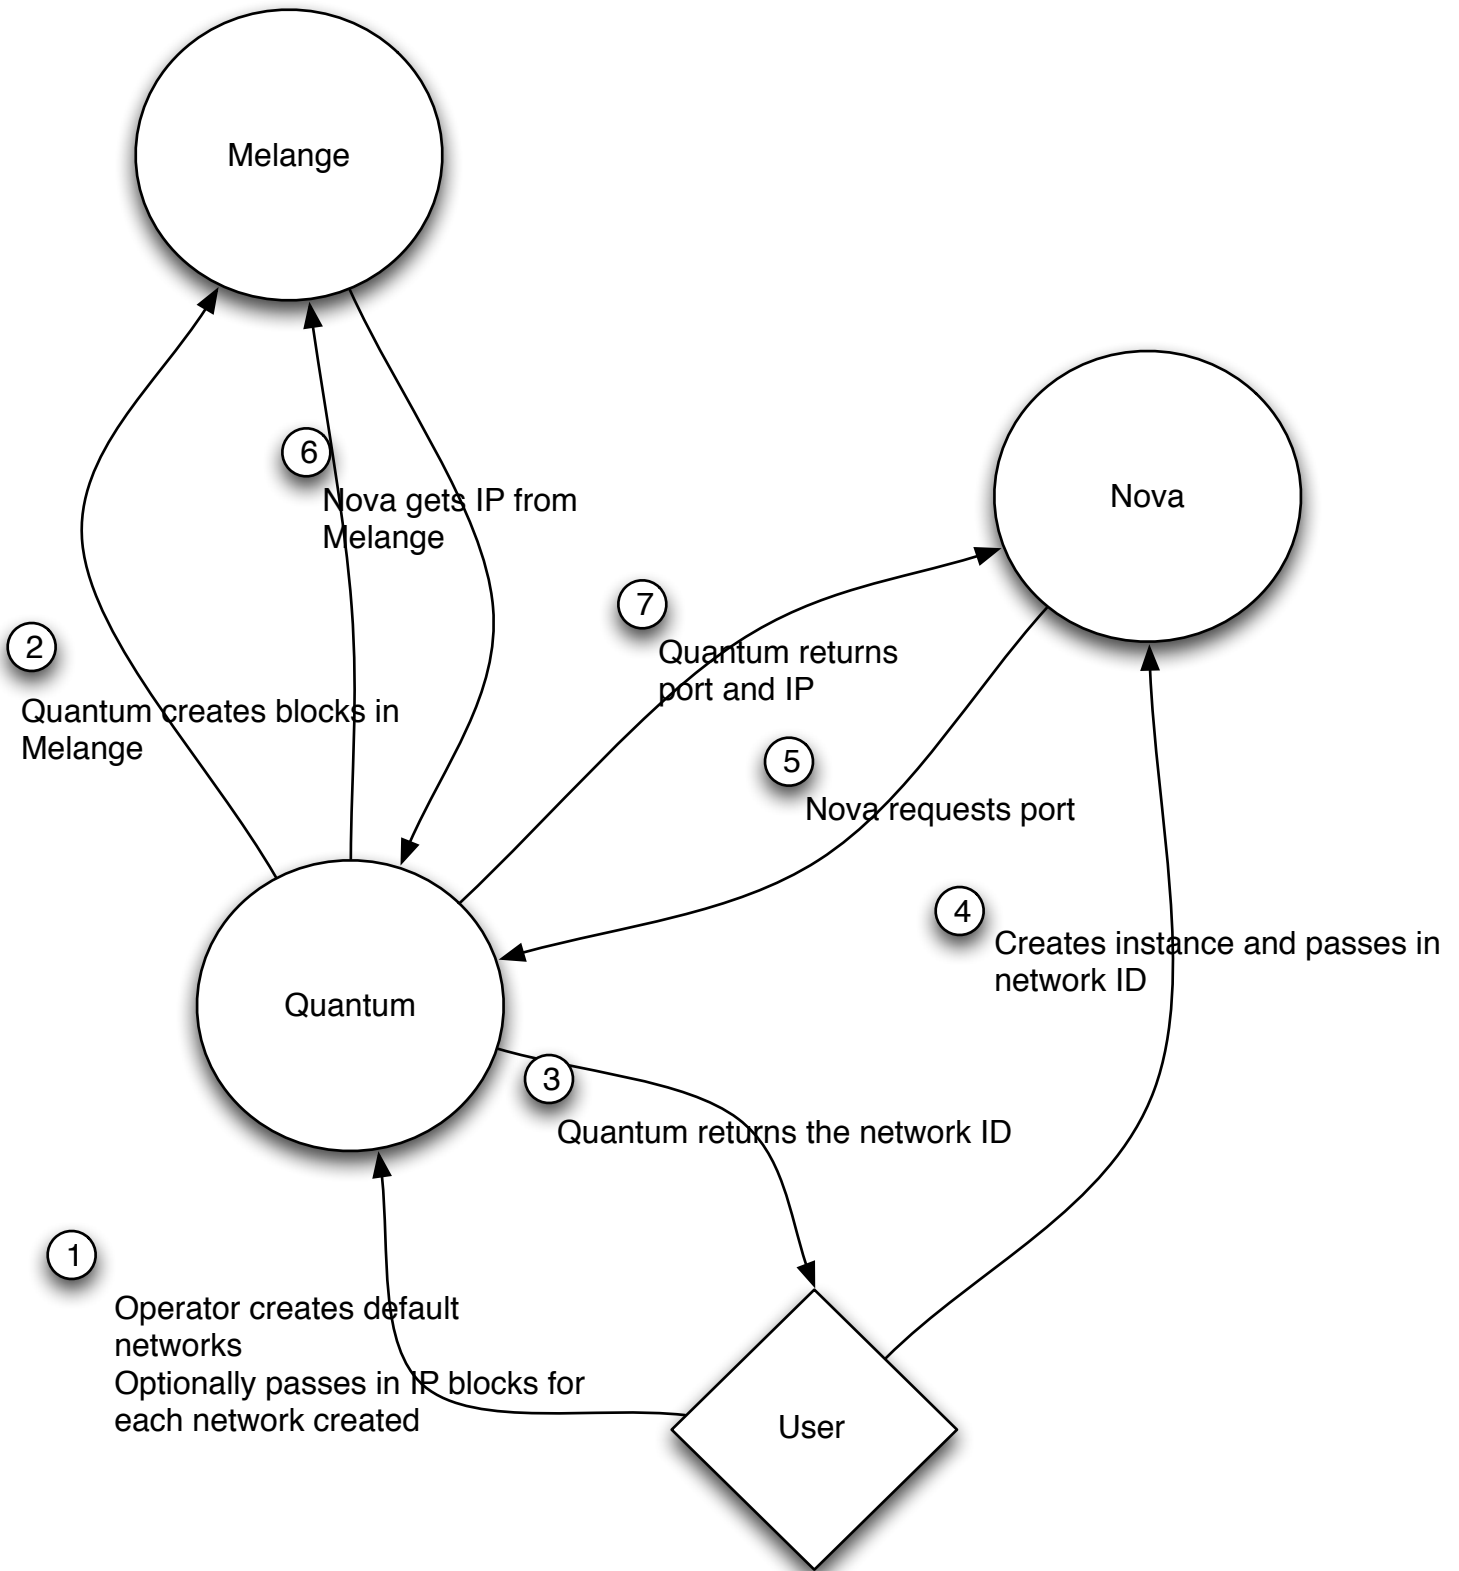 Melange
6
Nova gets IP from
Melange
Nova
7
Quantum returns
port and IP
2
Quantum creates blocks in
Melange
5
Nova requests port
4
Creates instance and passes in
network ID
Quantum
3
Quantum returns the network ID
1
Operator creates default
networks
Optionally passes in IP blocks for
each network created
User